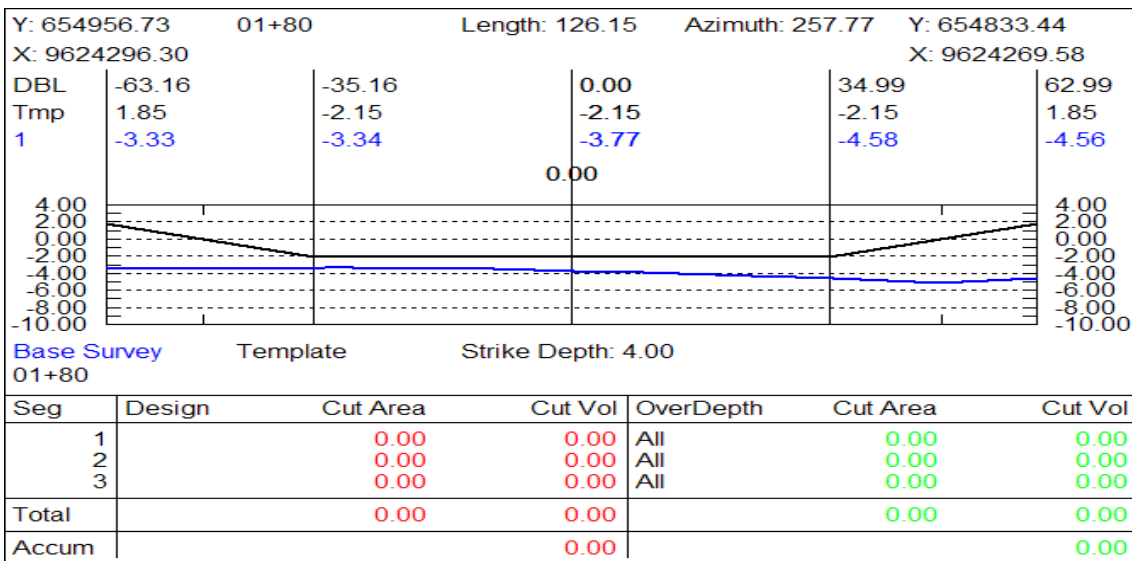 Y: 654956.73 01+80 Length: 126.15 Azimuth: 257.77 Y: 654833.44
X: 9624296.30 X: 9624269.58
DBL -63.16 -35.16 0.00 34.99 62.99
Tmp 1.85 -2.15 -2.15 -2.15 1.85
1 -3.33 -3.34 -3.77 -4.58 -4.56
0.00
4.00 4.00
2.00 2.00
0.00 0.00
-2.00 -2.00
-4.00 -4.00
-6.00 -6.00
-8.00 -8.00
-10.00 -10.00
Base Survey Template Strike Depth: 4.00
01+80
Seg Design Cut Area Cut Vol OverDepth Cut Area Cut Vol
1 0.00 0.00 All 0.00 0.00
2 0.00 0.00 All 0.00 0.00
3 0.00 0.00 All 0.00 0.00
Total 0.00 0.00 0.00 0.00
Accum 0.00 0.00